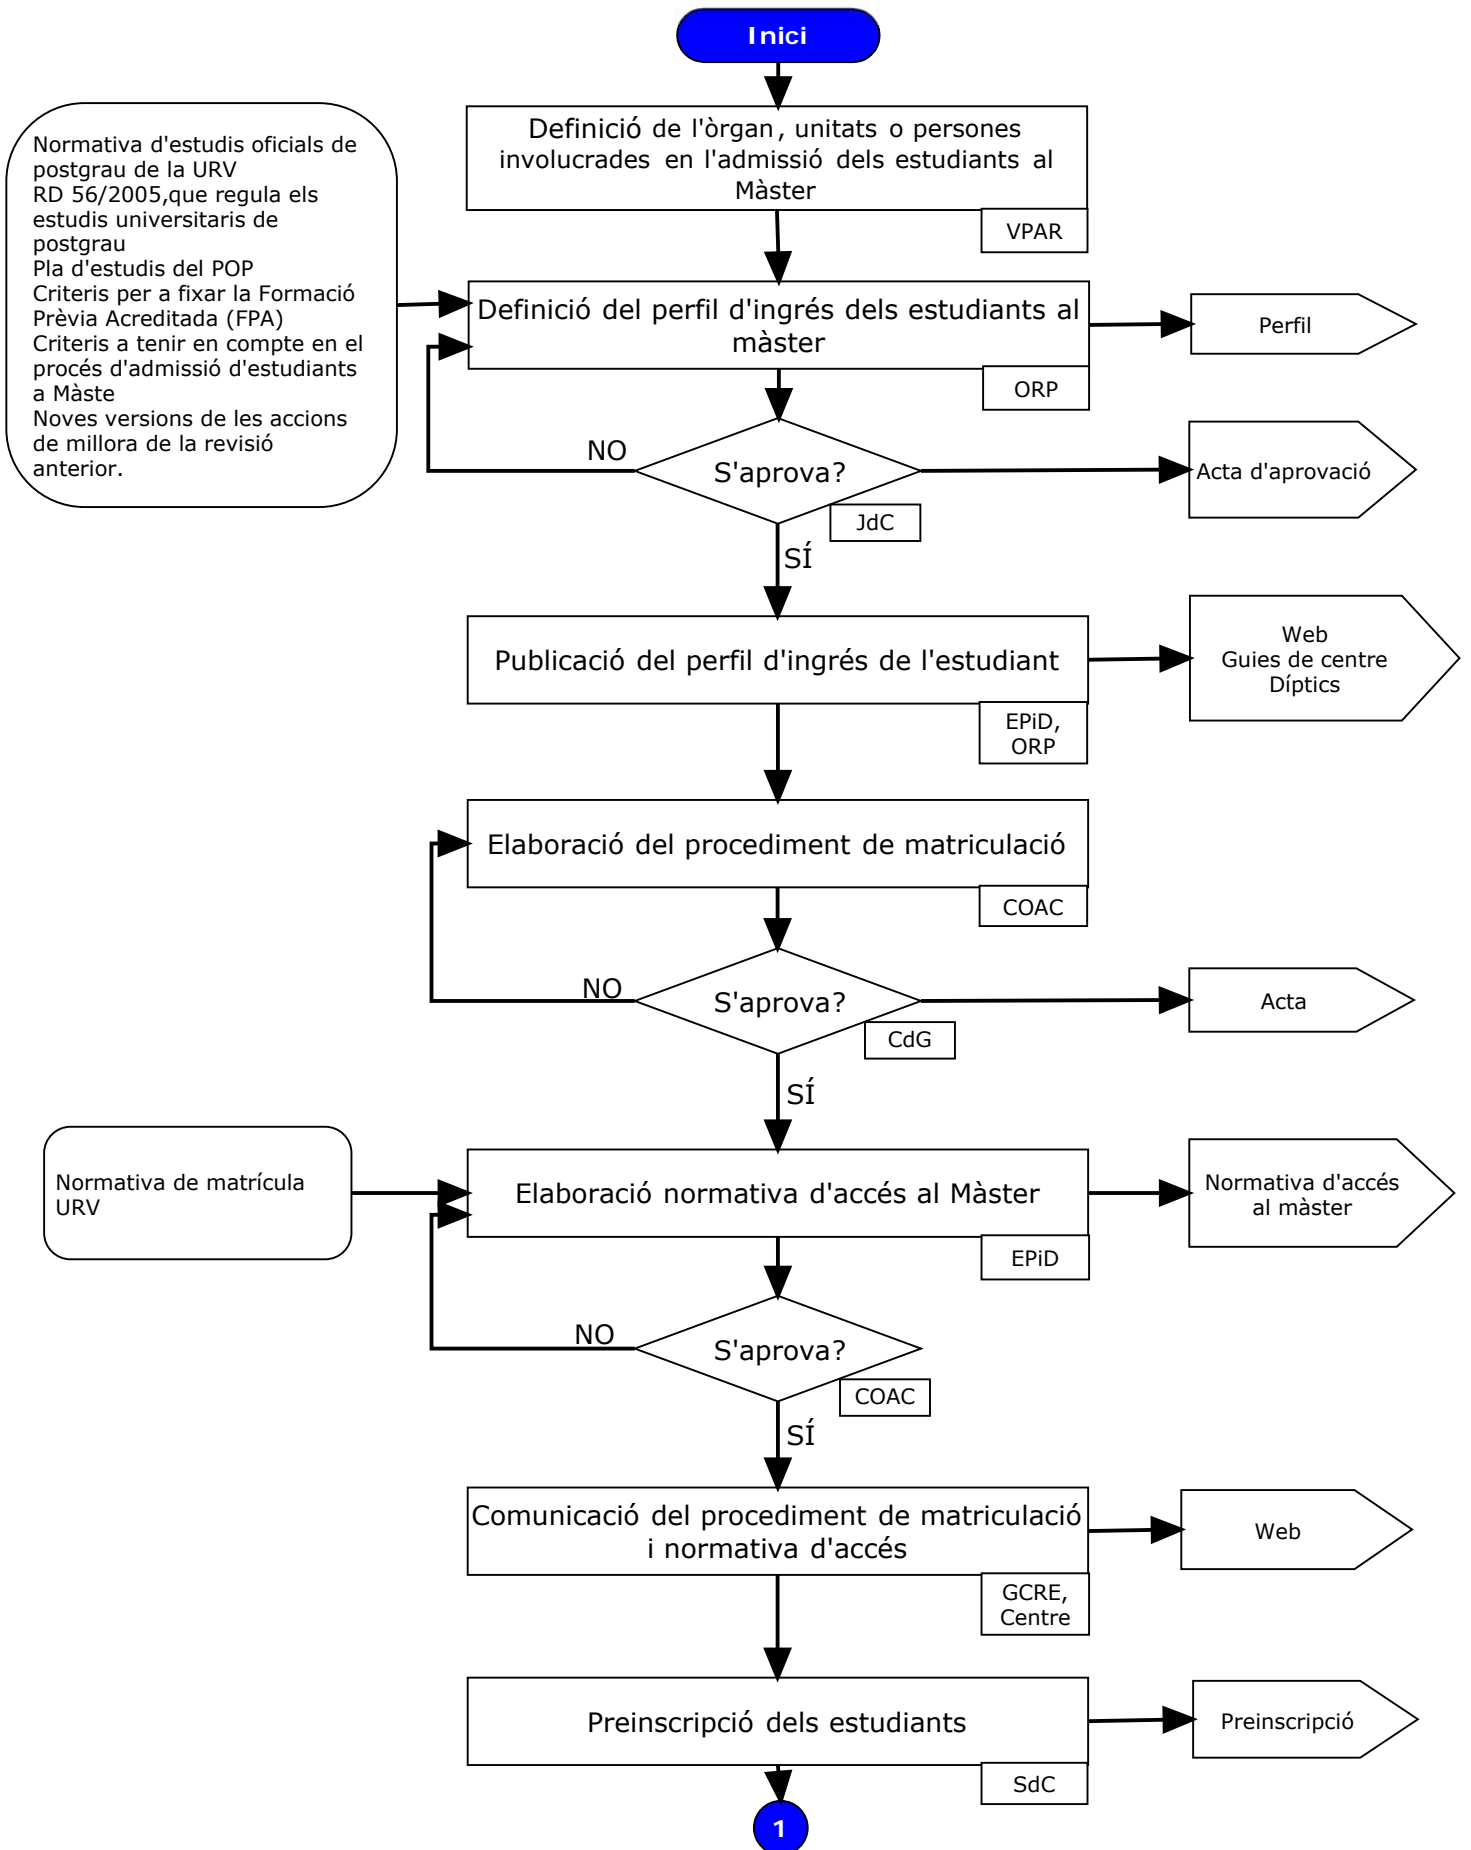 Inici
Definició de l'òrgan, unitats o persones
involucrades en l'admissió dels estudiants al
Màster
VPAR
Normativa d'estudis oficials de
postgrau de la URV
RD 56/2005,que regula els
estudis universitaris de
postgrau
Pla d'estudis del POP
Criteris per a fixar la Formació
Prèvia Acreditada (FPA)
Criteris a tenir en compte en el
procés d'admissió d'estudiants
a Màste
Noves versions de les accions
de millora de la revisió
anterior.
Definició del perfil d'ingrés dels estudiants al
màster
ORP
Perfil
NO
S'aprova?
JdC
Acta d'aprovació
SÍ
Publicació del perfil d'ingrés de l'estudiant
EPiD,
ORP
Web
Guies de centre
Díptics
Elaboració del procediment de matriculació
COAC
NO
S'aprova?
CdG
Acta
SÍ
Normativa de matrícula
URV
Elaboració normativa d'accés al Màster
EPiD
Normativa d'accés
al màster
NO
S'aprova?
COAC
SÍ
Comunicació del procediment de matriculació
i normativa d'accés
GCRE,
Centre
Web
Preinscripció dels estudiants
SdC
Preinscripció
1